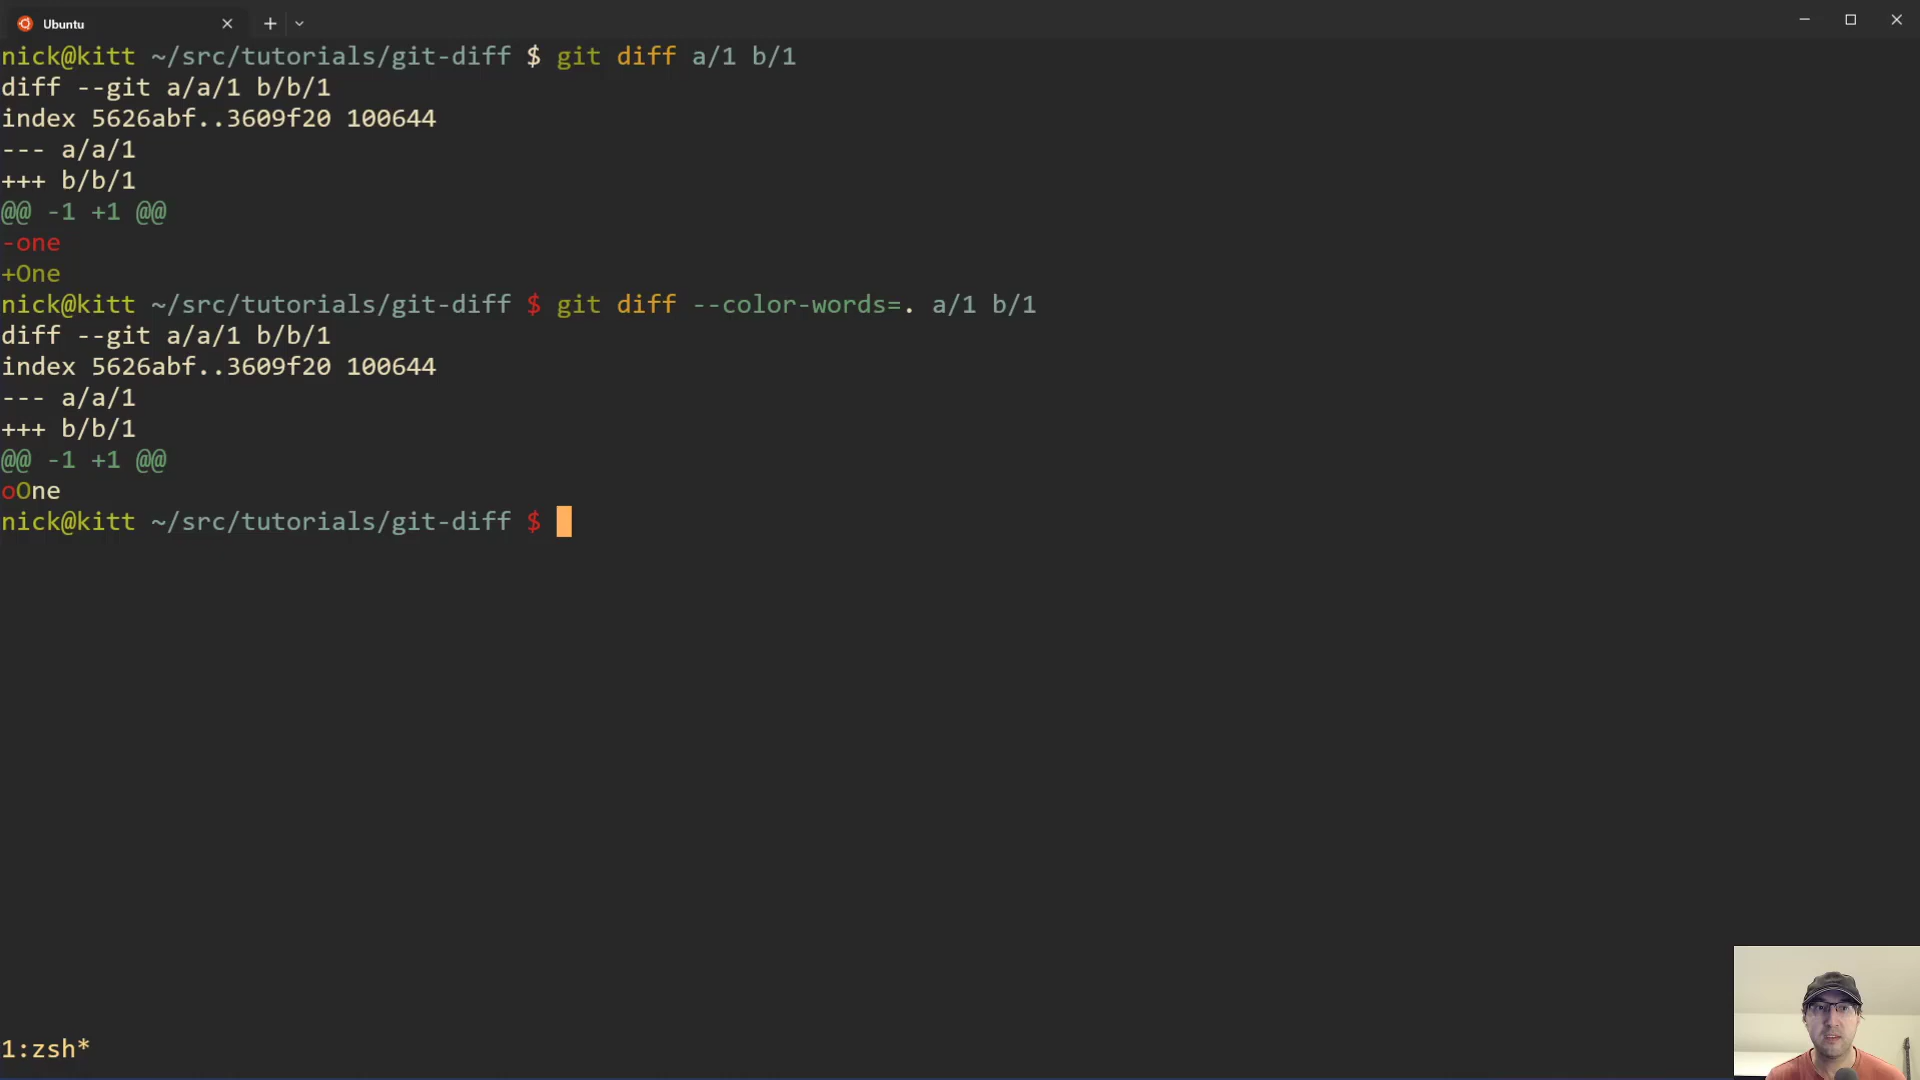 Ubuntu
nick@kitt ~/src/tutorials/git-diff $ git diff a/1 b/1
diff --git a/a/1 b/b/1
index 5626abf..3609f20 100644
--- a/a/1
+++ b/b/1
@@ -1 +1 @@
-one
+One
nick@kitt ~/src/tutorials/git-diff $ git diff --color-words=. a/1 b/1
diff --git a/a/1 b/b/1
index 5626abf..3609f20 100644
--- a/a/1
+++ b/b/1
@@ -1 +1 @@
oOne
nick@kitt ~/src/tutorials/git-diff $
1:zsh*